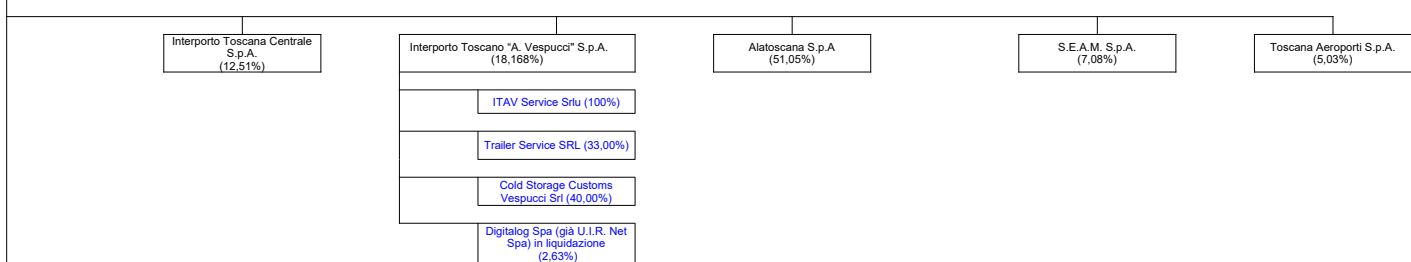 Interporto Toscana Centrale
S.p.A.
(12,51%)
Interporto Toscano “A. Vespucci" S.p.A.
(18,168%)
Alatoscana S.p.A
(51,05%)
S.E.A.M. S.p.A.
(7,08%)
Toscana Aeroporti S.p.A.
(5,03%)
ITAV Service Srlu (100%)
Trailer Service SRL (33,00%)
Cold Storage Customs
Vespucci Srl (40,00%)
Digitalog Spa (già U.I.R. Net
Spa) in liquidazione
(2,63%)